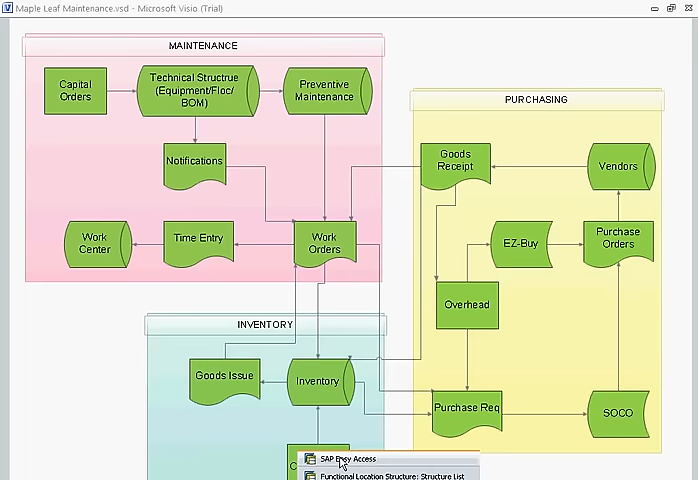 Maple Leaf Maintenance.vsd - Microsoft Visio (Trial)
MAINTENANCE
Capital
Orders
Technical Structrue
(Equipment/Floc/
BOM)
Preventive
Maintenance
Notifications
Work
Center
Time Entry
Work
Orders
PURCHASING
Goods
Receipt
Vendors
EZ-Buy
Purchase
Orders
Overhead
Purchase Req
SOCO
INVENTORY
Goods Issue
Inventory
C
SAP Easy Access
Functional Location Structure: Structure List